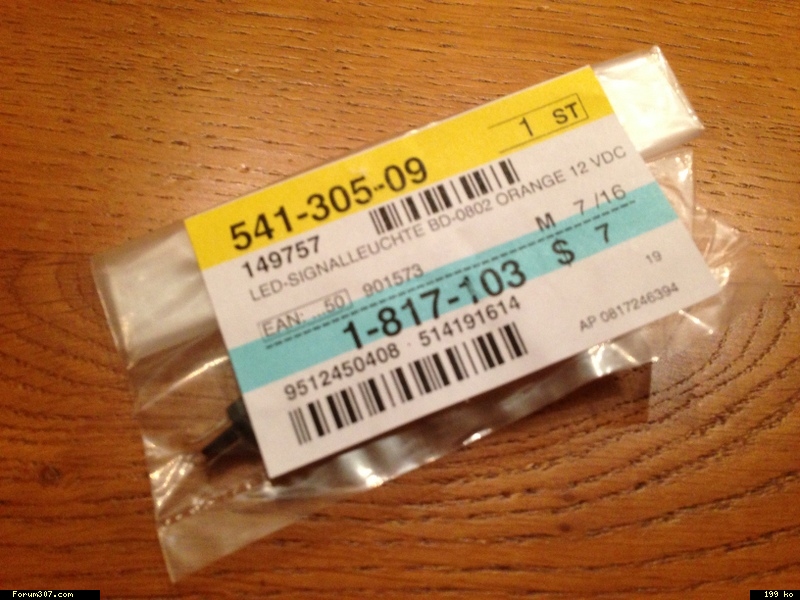 1 ST
541-305-09
149757
LED-SIGNALLEUCHTE BD-0802 ORANGE 12 VDC
EAN: ...50 901573
M 7/16
1-817-103 $ 7
9512450408 · 514191614
19
AP 0817246394
Forum307.com
199 ko